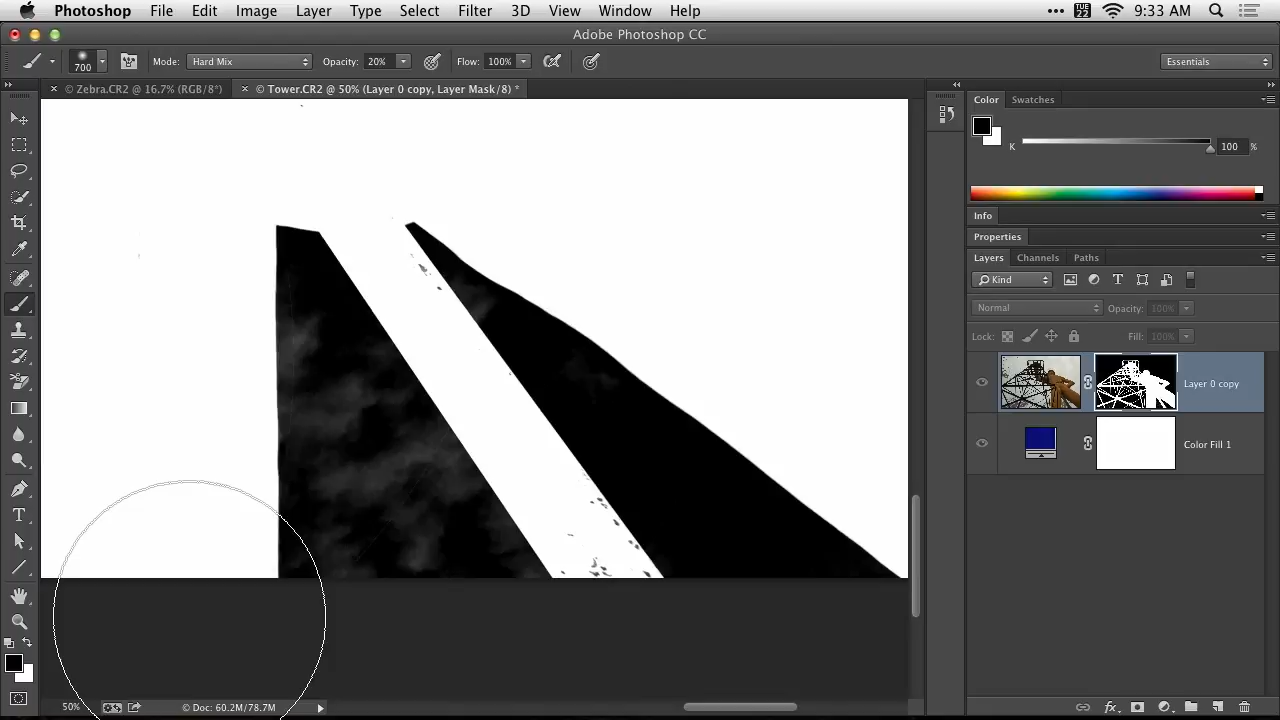 Photoshop File Edit Image Layer Type Select Filter 3D View Window Help TUE 22 9:33 AM
Adobe Photoshop CC
700 Mode: Hard Mix Opacity: 20% Flow: 100% Essentials
× © Zebra.CR2 @ 16.7% (RGB/8*) × © Tower.CR2 @ 50% (Layer 0 copy, Layer Mask/8) *
Color Swatches
K 100 %
Info
Properties
Layers Channels Paths
Kind
Normal Opacity: 100%
Lock: Fill: 100%
Layer 0 copy
Color Fill 1
50% © Doc: 60.2M/78.7M